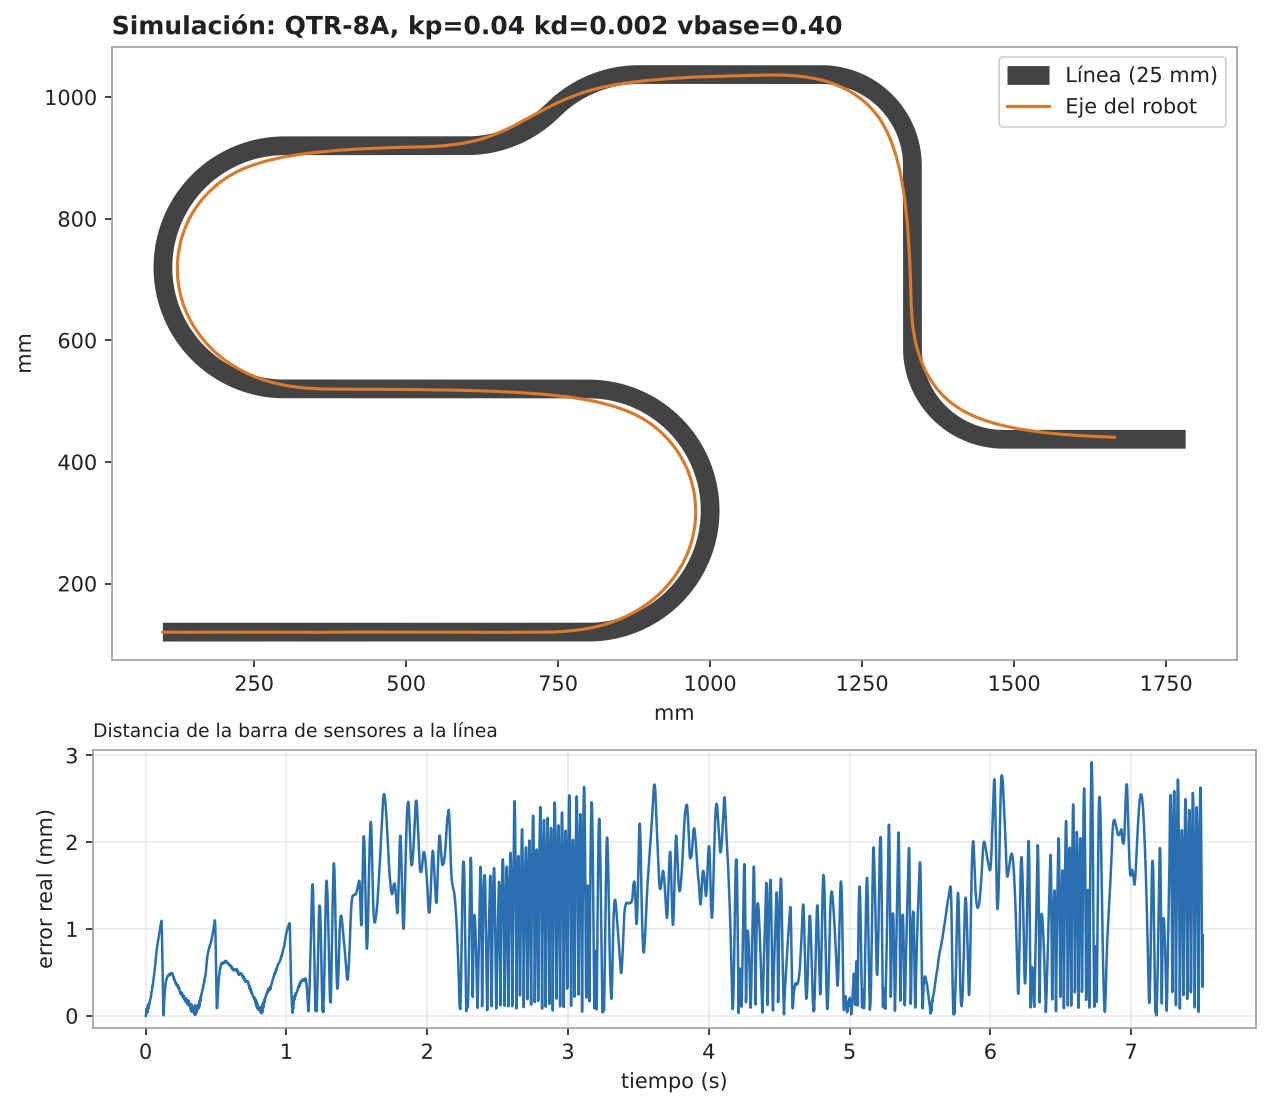 Simulación: QTR-8A, kp=0.04 kd=0.002 vbase=0.40
Línea (25 mm)
Eje del robot
1000
800
600
400
200
mm
250 500 750 1000 1250 1500 1750
mm
Distancia de la barra de sensores a la línea
3
2
1
0
error real (mm)
0 1 2 3 4 5 6 7
tiempo (s)